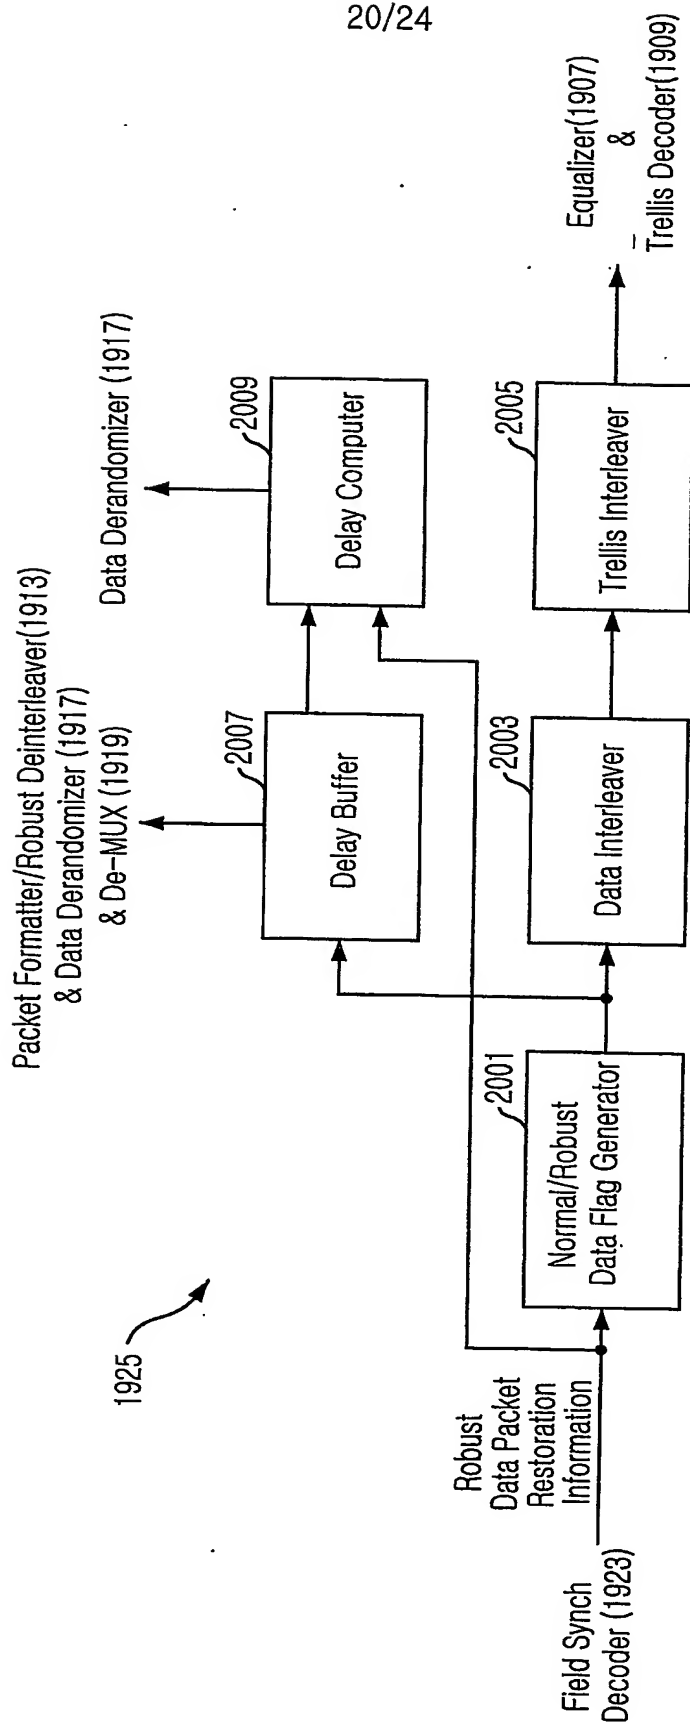 20/24
Packet Formatter/Robust Deinterleaver(1913)
& Data Derandomizer (1917)
& De-MUX (1919)
Data Derandomizer (1917)
2007
Delay Buffer
2009
Delay Computer
1925
Robust
Data Packet
Restoration
Information
Field Synch
Decoder (1923)
2001
Normal/Robust
Data Flag Generator
2003
Data Interleaver
2005
Trellis Interleaver
Equalizer(1907)
&
Trellis Decoder(1909)